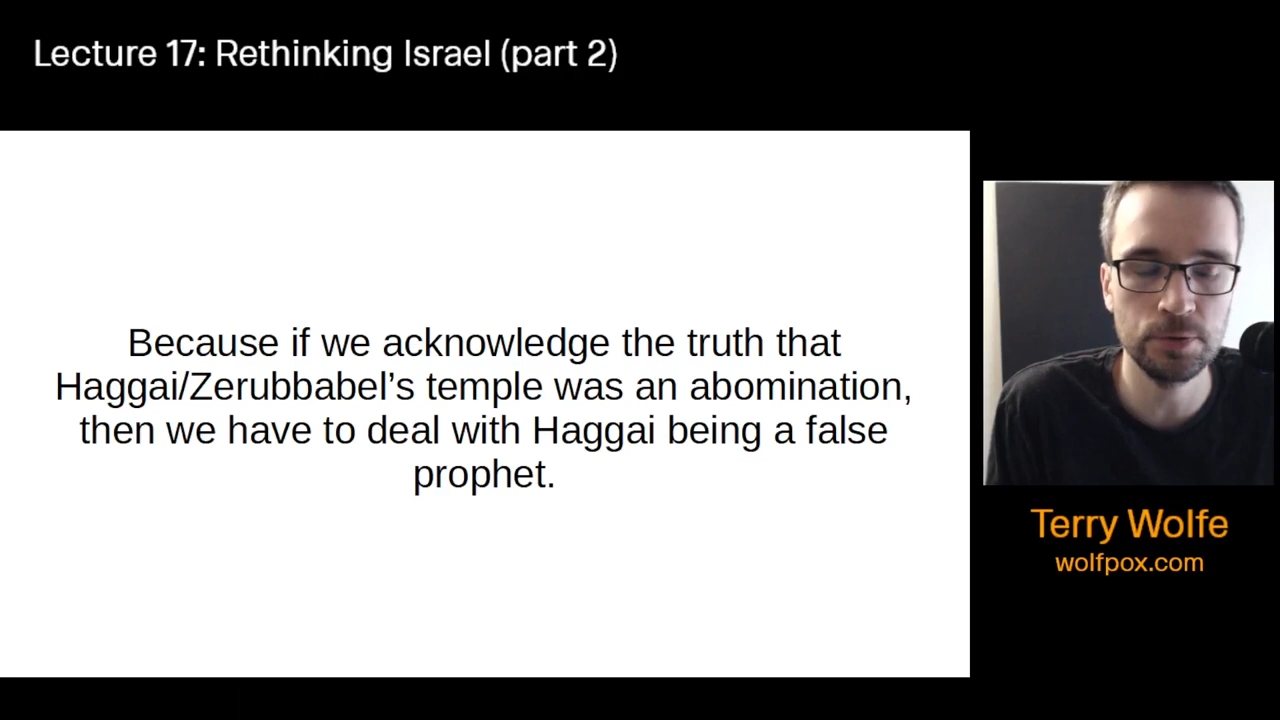 Lecture 17: Rethinking Israel (part 2)
Because if we acknowledge the truth that
Haggai/Zerubbabel’s temple was an abomination,
then we have to deal with Haggai being a false
prophet.
Terry Wolfe
wolfpox.com